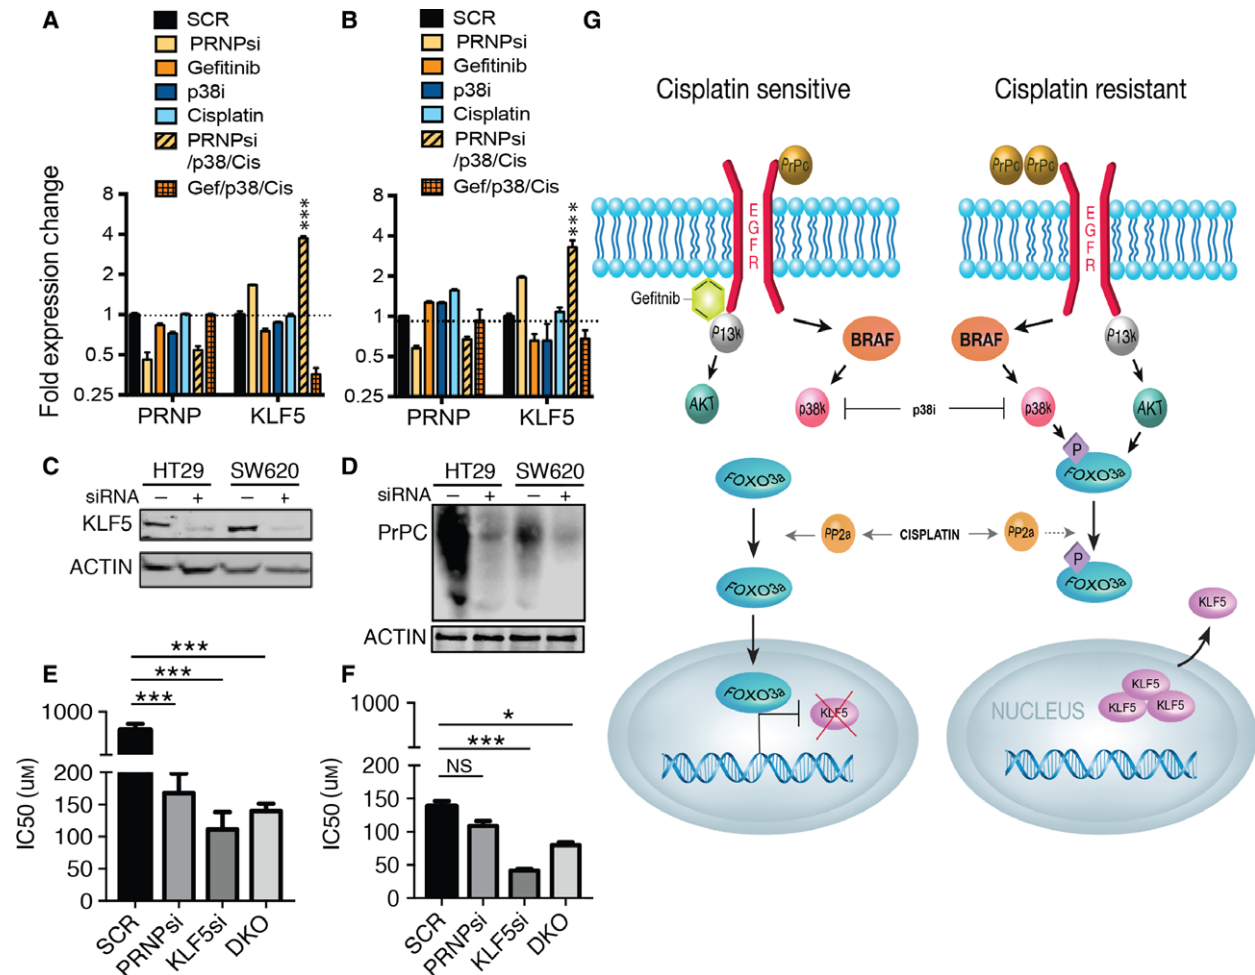 A
SCR
PRNPsi
Gefitinib
p38i
Cisplatin
PRNPsi
/p38/Cis
Gef/p38/Cis
Fold expression change
8
4
2
1
0.5
0.25
***
PRNP
KLF5
B
SCR
PRNPsi
Gefitinib
p38i
Cisplatin
PRNPsi
/p38/Cis
Gef/p38/Cis
8
4
2
1
0.5
0.25
***
PRNP
KLF5
C
HT29 SW620
siRNA − + − +
KLF5
ACTIN
D
HT29 SW620
siRNA − + − +
PrPC
ACTIN
E
***
***
***
IC50 (uM)
1000
200
150
100
50
0
SCR
PRNPsi
KLF5si
DKO
F
*
***
NS
IC50 (uM)
1000
200
150
100
50
0
SCR
PRNPsi
KLF5si
DKO
G
Cisplatin sensitive
Cisplatin resistant
PrPc
PrPc PrPc
EGFR
EGFR
Gefitnib
P13k
BRAF
BRAF
P13k
AKT
p38k
p38i
p38k
AKT
P
FOXO3a
FOXO3a
PP2a
CISPLATIN
PP2a
P
FOXO3a
FOXO3a
KLF5
FOXO3a
KLF5
NUCLEUS
KLF5
KLF5
KLF5